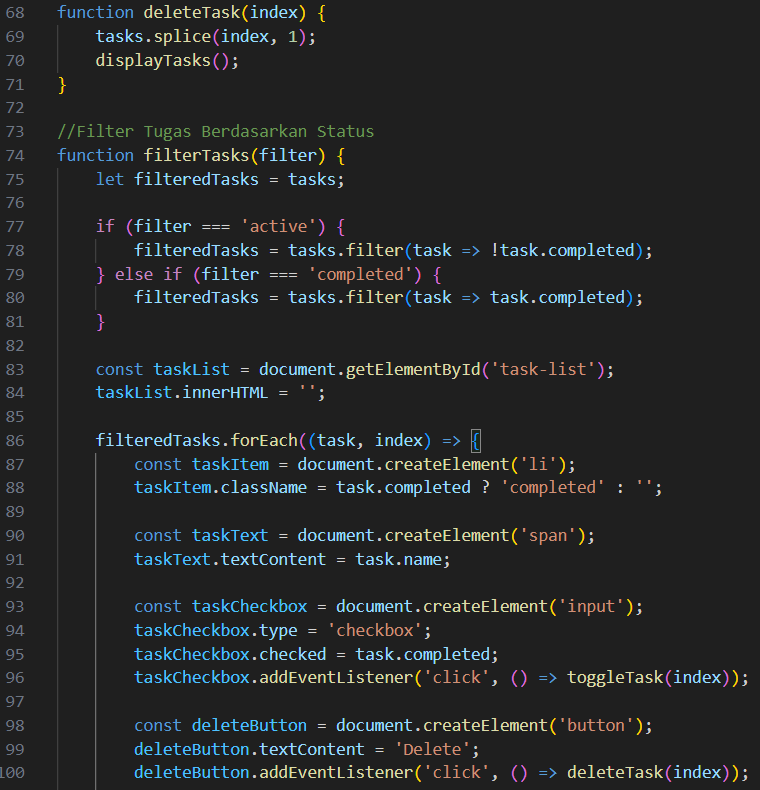 68 function deleteTask(index) {
69     tasks.splice(index, 1);
70     displayTasks();
71 }
72
73 //Filter Tugas Berdasarkan Status
74 function filterTasks(filter) {
75     let filteredTasks = tasks;
76
77     if (filter === 'active') {
78         filteredTasks = tasks.filter(task => !task.completed);
79     } else if (filter === 'completed') {
80         filteredTasks = tasks.filter(task => task.completed);
81     }
82
83     const taskList = document.getElementById('task-list');
84     taskList.innerHTML = '';
85
86     filteredTasks.forEach((task, index) => {
87         const taskItem = document.createElement('li');
88         taskItem.className = task.completed ? 'completed' : '';
89
90         const taskText = document.createElement('span');
91         taskText.textContent = task.name;
92
93         const taskCheckbox = document.createElement('input');
94         taskCheckbox.type = 'checkbox';
95         taskCheckbox.checked = task.completed;
96         taskCheckbox.addEventListener('click', () => toggleTask(index));
97
98         const deleteButton = document.createElement('button');
99         deleteButton.textContent = 'Delete';
100         deleteButton.addEventListener('click', () => deleteTask(index));